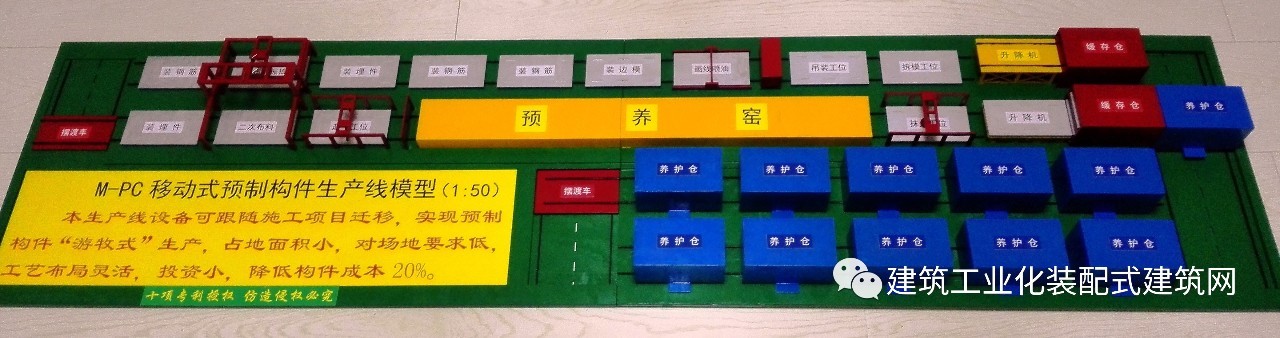 装钢筋
装埋件
装钢筋
装钢筋
装边模
画线喷油
吊装工位
拆模工位
升降机
缓存仓
摆渡车
装埋件
二次布料
工位
预养窑
抹
位
升降机
缓存仓
养护仓
养护仓
养护仓
养护仓
养护仓
养护仓
摆渡车
养护仓
养护仓
养护仓
养护仓
养护仓
M-PC 移动式预制构件生产线模型(1:50)
本生产线设备可跟随施工项目迁移，实现预制
构件“游牧式”生产，占地面积小，对场地要求低，
工艺布局灵活，投资小，降低构件成本20%。
十项专利授权 仿造侵权必究
建筑工业化装配式建筑网